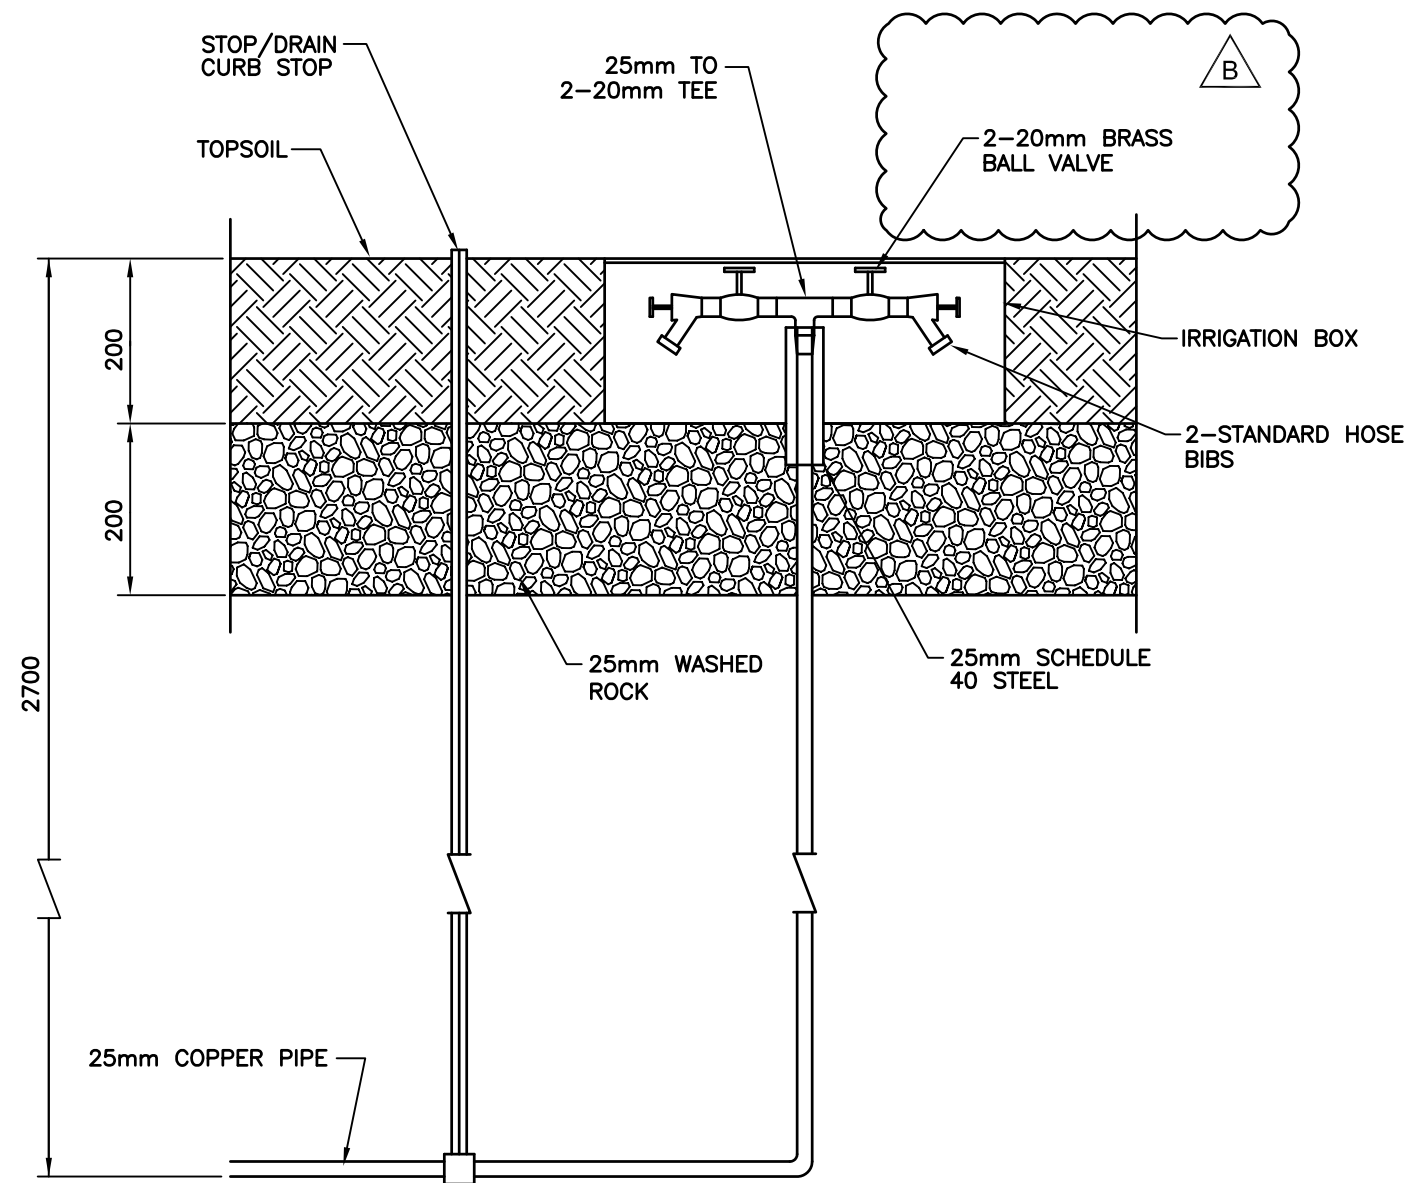 STOP/DRAIN
CURB STOP
25mm TO
2-20mm TEE
B
2-20mm BRASS
BALL VALVE
TOPSOIL
200
IRRIGATION BOX
2-STANDARD HOSE
BIBS
200
25mm WASHED
ROCK
25mm SCHEDULE
40 STEEL
2700
25mm COPPER PIPE